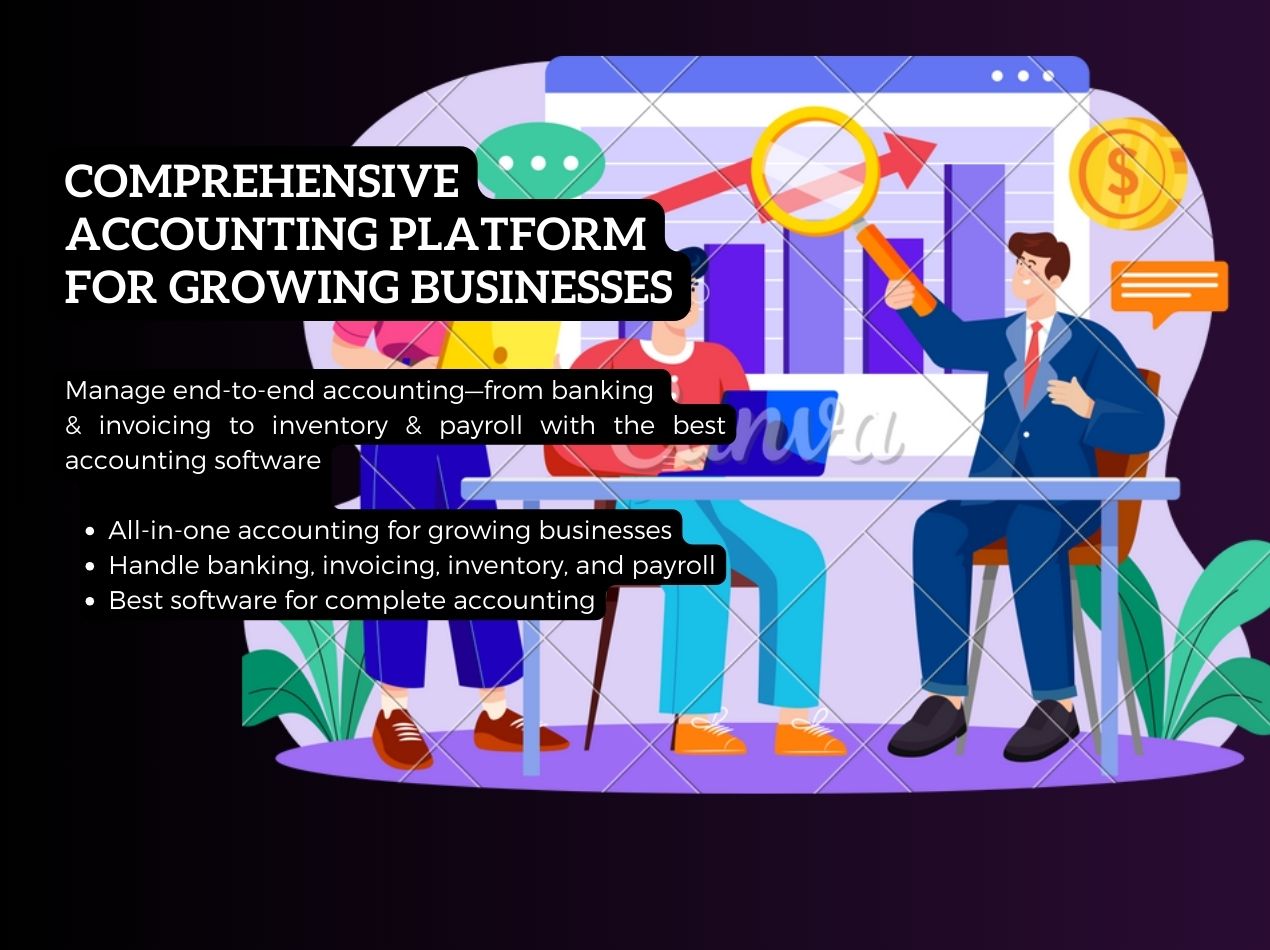 COMPREHENSIVE
ACCOUNTING PLATFORM
FOR GROWING BUSINESSES
Manage end-to-end accounting—from banking
& invoicing to inventory & payroll with the best
accounting software
• All-in-one accounting for growing businesses
• Handle banking, invoicing, inventory, and payroll
• Best software for complete accounting
$
Canva